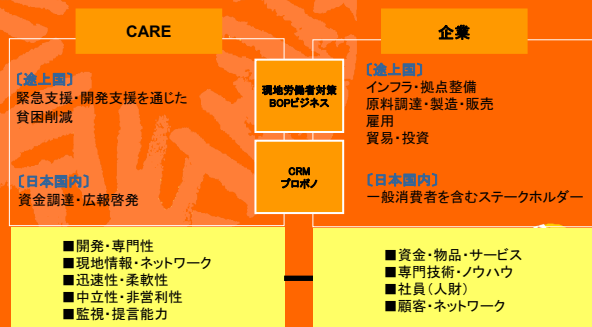 CARE
〔途上国〕
緊急支援・開発支援を通じた
貧困削減
〔日本国内〕
資金調達・広報啓発
現地労働者対策
BOPビジネス
CRM
プロボノ
企業
〔途上国〕
インフラ・拠点整備
原料調達・製造・販売
雇用
貿易・投資
〔日本国内〕
一般消費者を含むステークホルダー
■開発・専門性
■現地情報・ネットワーク
■迅速性・柔軟性
■中立性・非営利性
■監視・提言能力
■資金・物品・サービス
■専門技術・ノウハウ
■社員（人財）
■顧客・ネットワーク